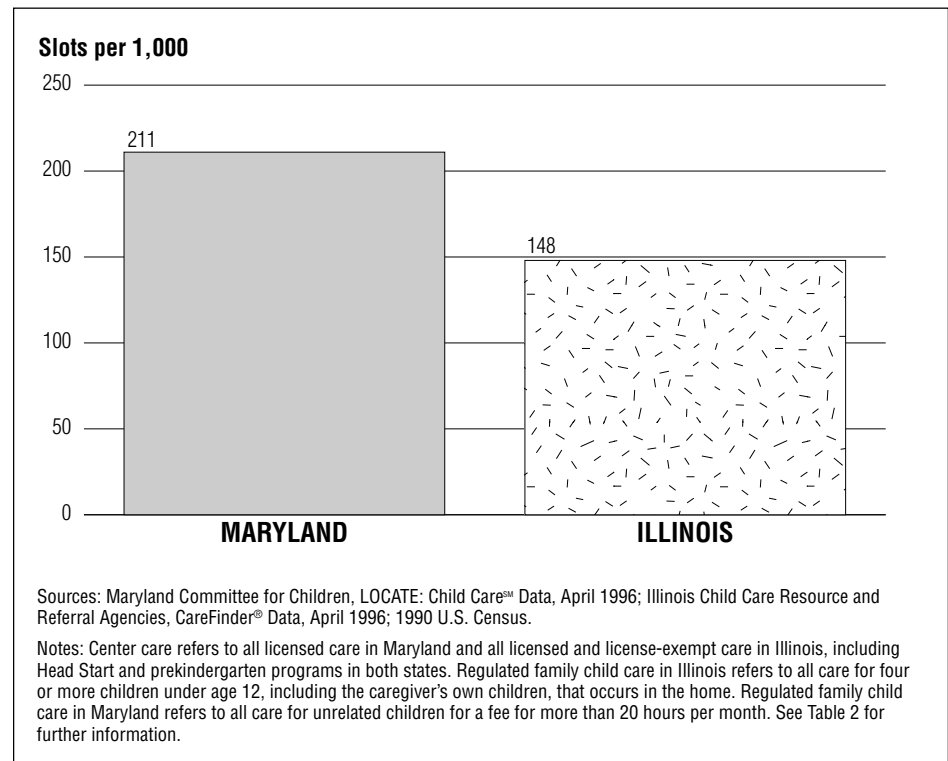 Slots per 1,000
250
211
200
150
148
100
50
0
MARYLAND ILLINOIS
Sources: Maryland Committee for Children, LOCATE: Child Care℠ Data, April 1996; Illinois Child Care Resource and
Referral Agencies, CareFinder® Data, April 1996; 1990 U.S. Census.
Notes: Center care refers to all licensed care in Maryland and all licensed and license-exempt care in Illinois, including
Head Start and prekindergarten programs in both states. Regulated family child care in Illinois refers to all care for four
or more children under age 12, including the caregiver’s own children, that occurs in the home. Regulated family child
care in Maryland refers to all care for unrelated children for a fee for more than 20 hours per month. See Table 2 for
further information.